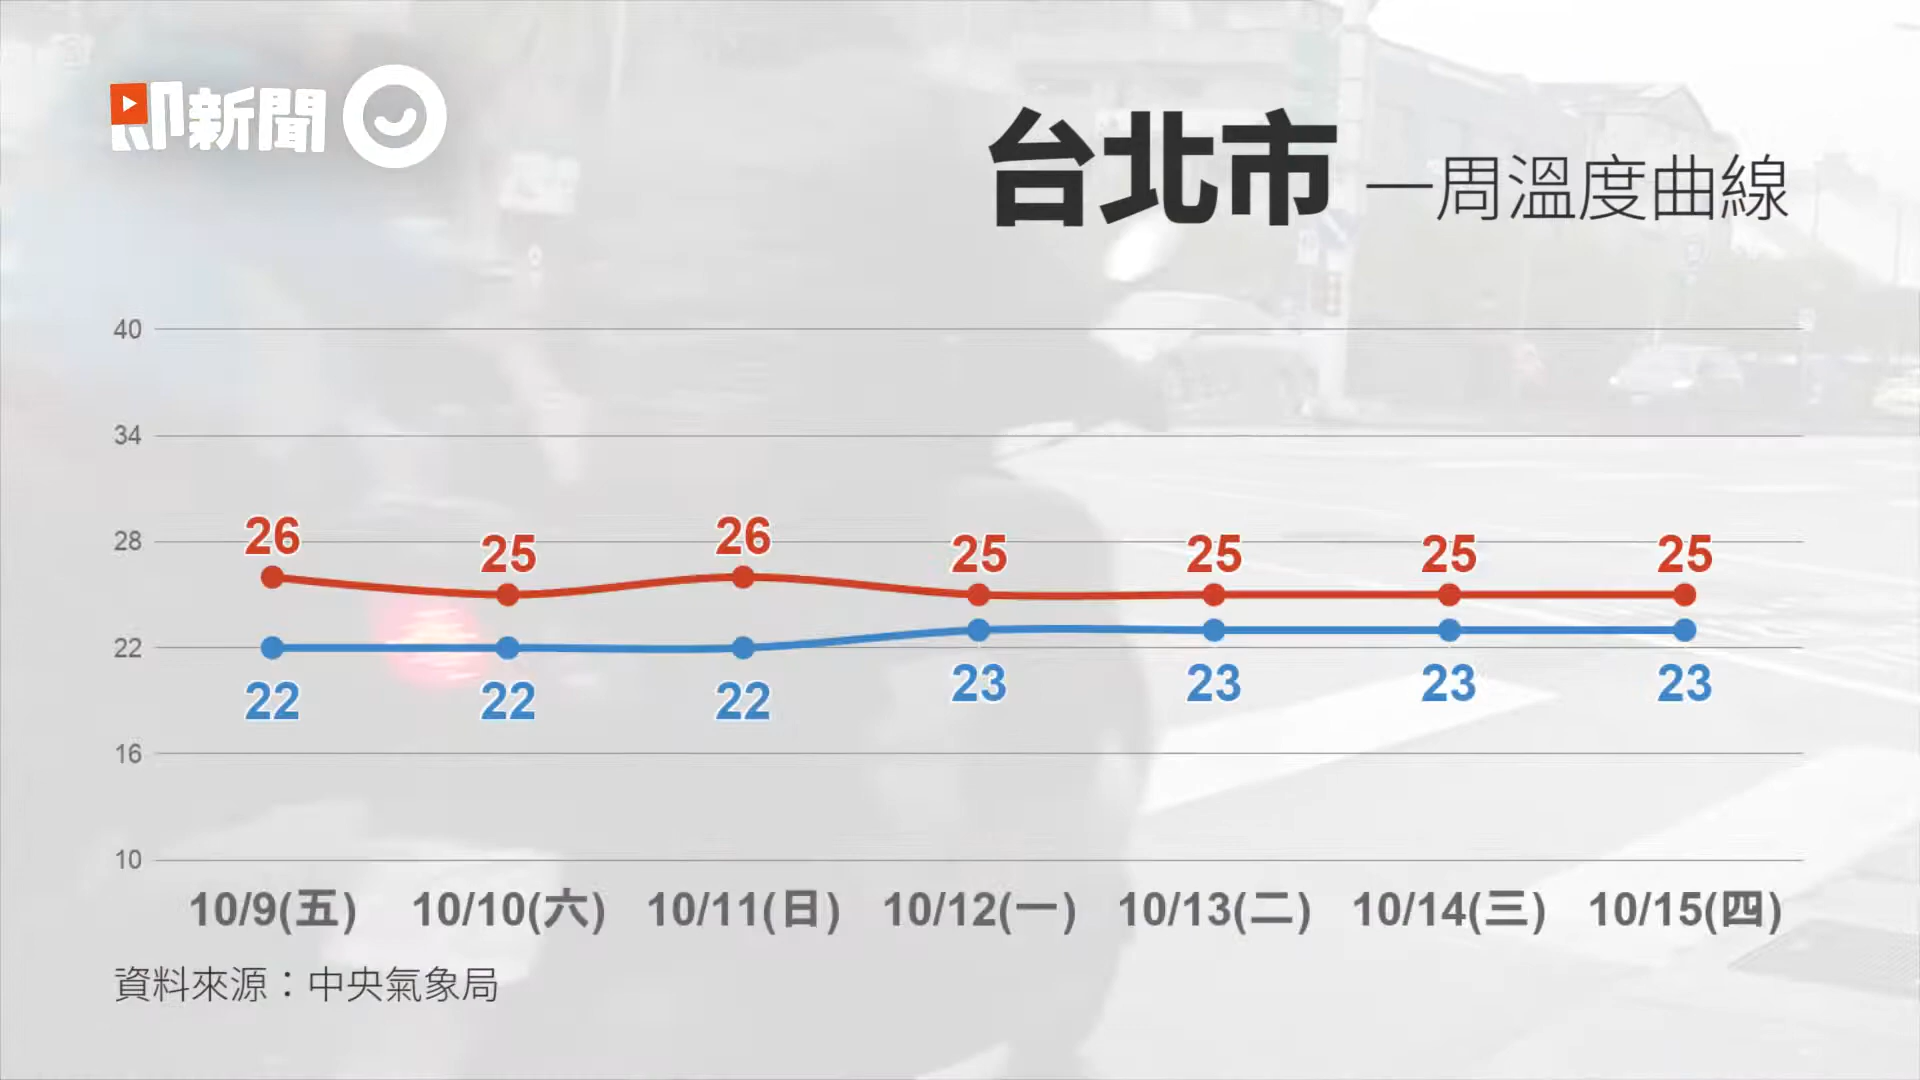 即新聞
台北市 一周溫度曲線
40
34
28
22
16
10
26 25 26 25 25 25 25
22 22 22 23 23 23 23
10/9(五) 10/10(六) 10/11(日) 10/12(一) 10/13(二) 10/14(三) 10/15(四)
資料來源：中央氣象局